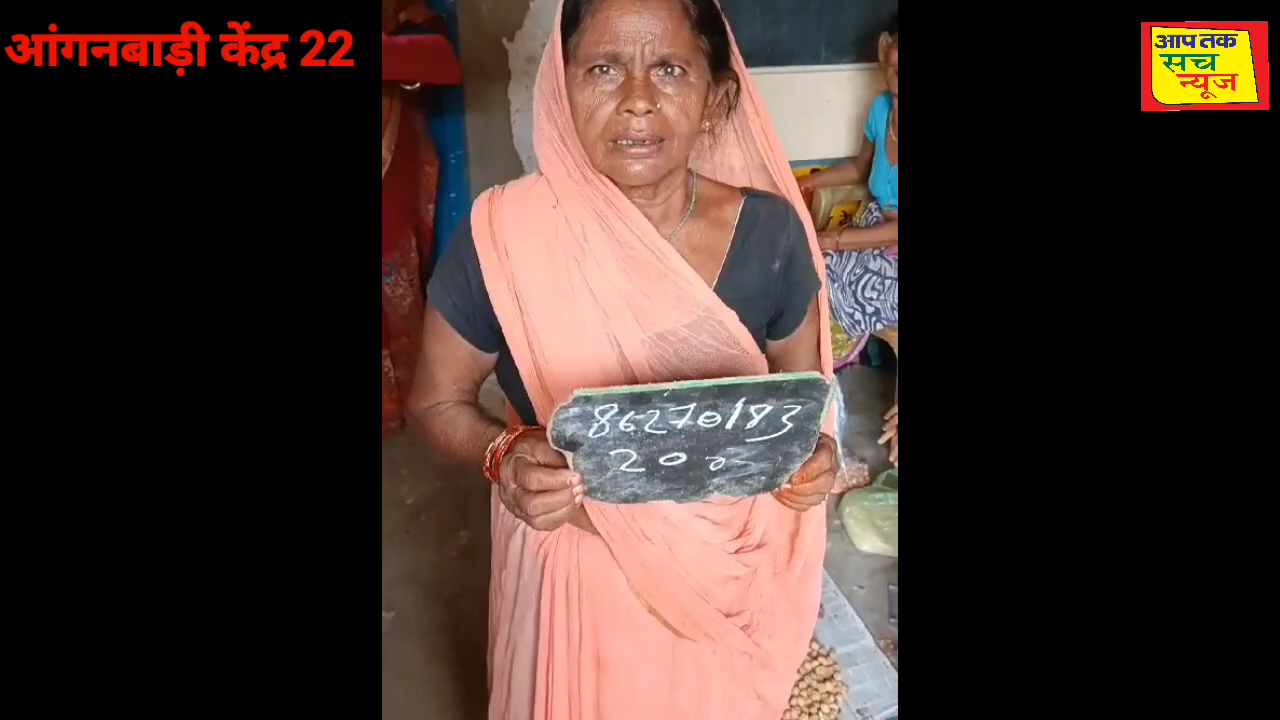 आंगनबाड़ी केंद्र 22
आप तक
सच
न्यूज
86270183
200